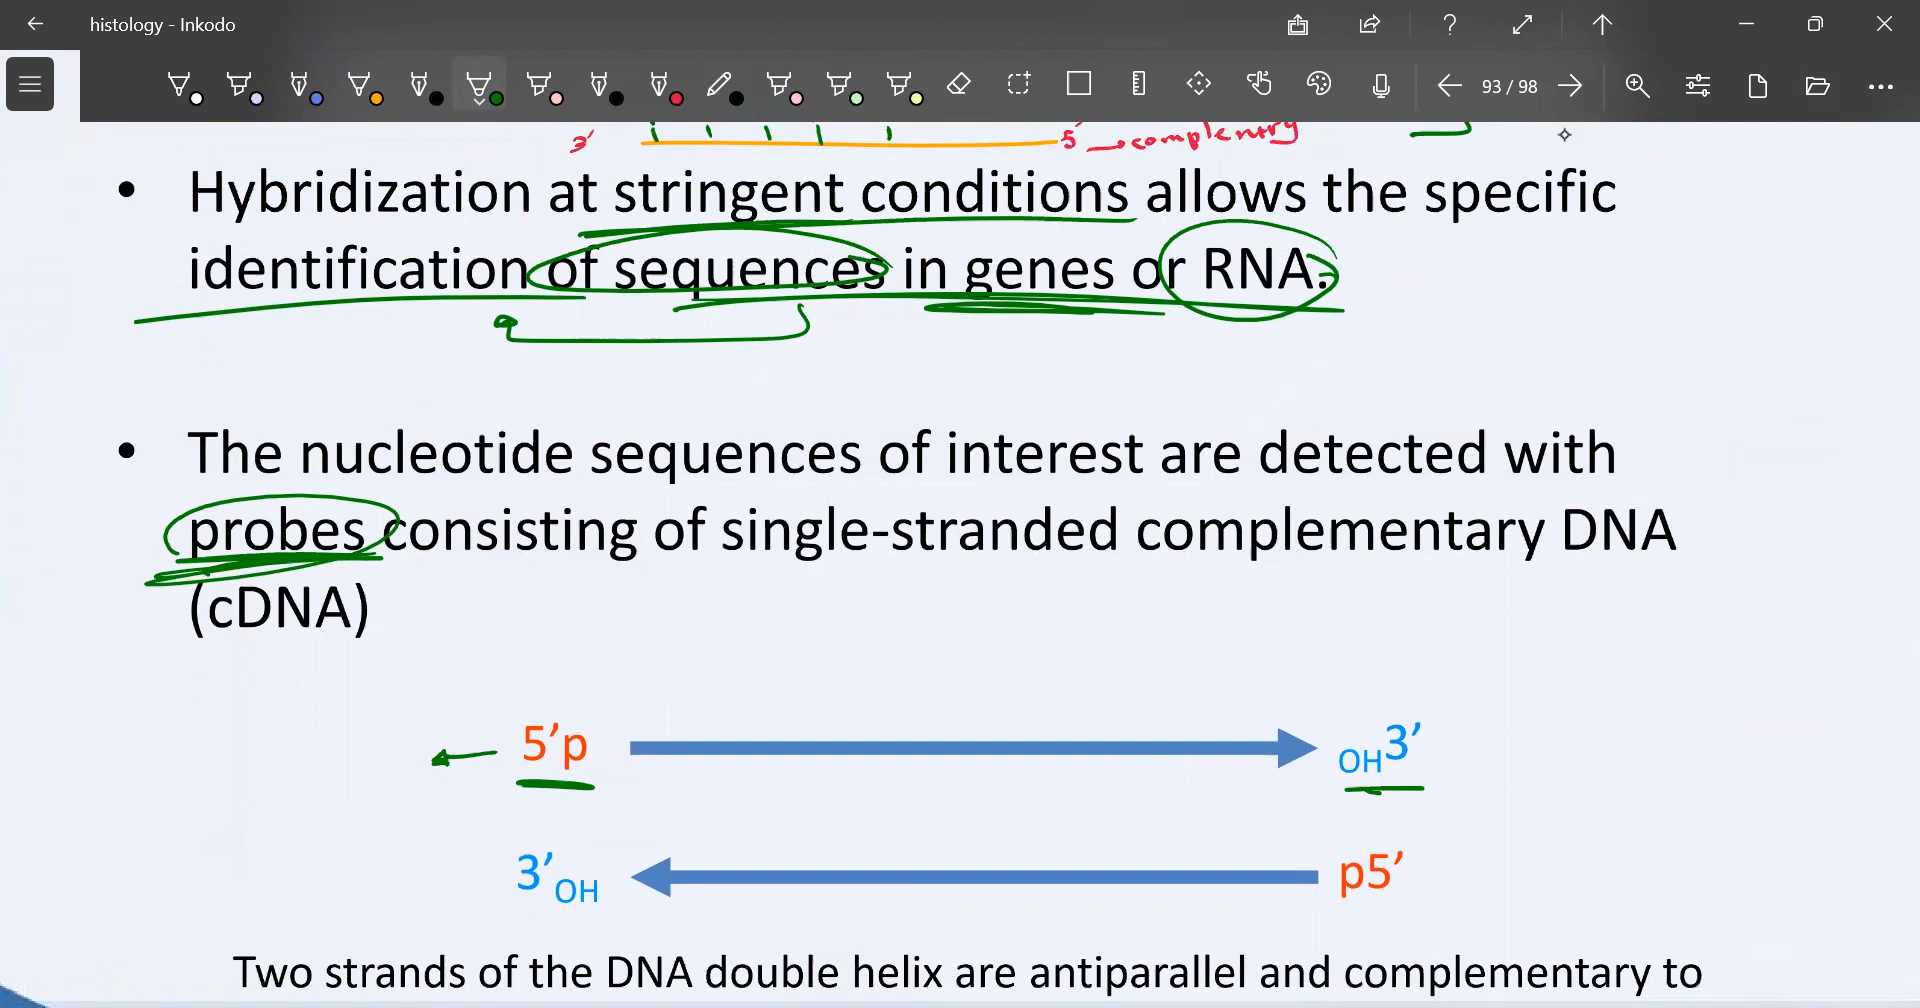 histology - Inkodo
93 / 98
3' 5' complentry
• Hybridization at stringent conditions allows the specific
identification of sequences in genes or RNA.
• The nucleotide sequences of interest are detected with
probes consisting of single-stranded complementary DNA
(cDNA)
5’p OH3’
3’OH p5’
Two strands of the DNA double helix are antiparallel and complementary to